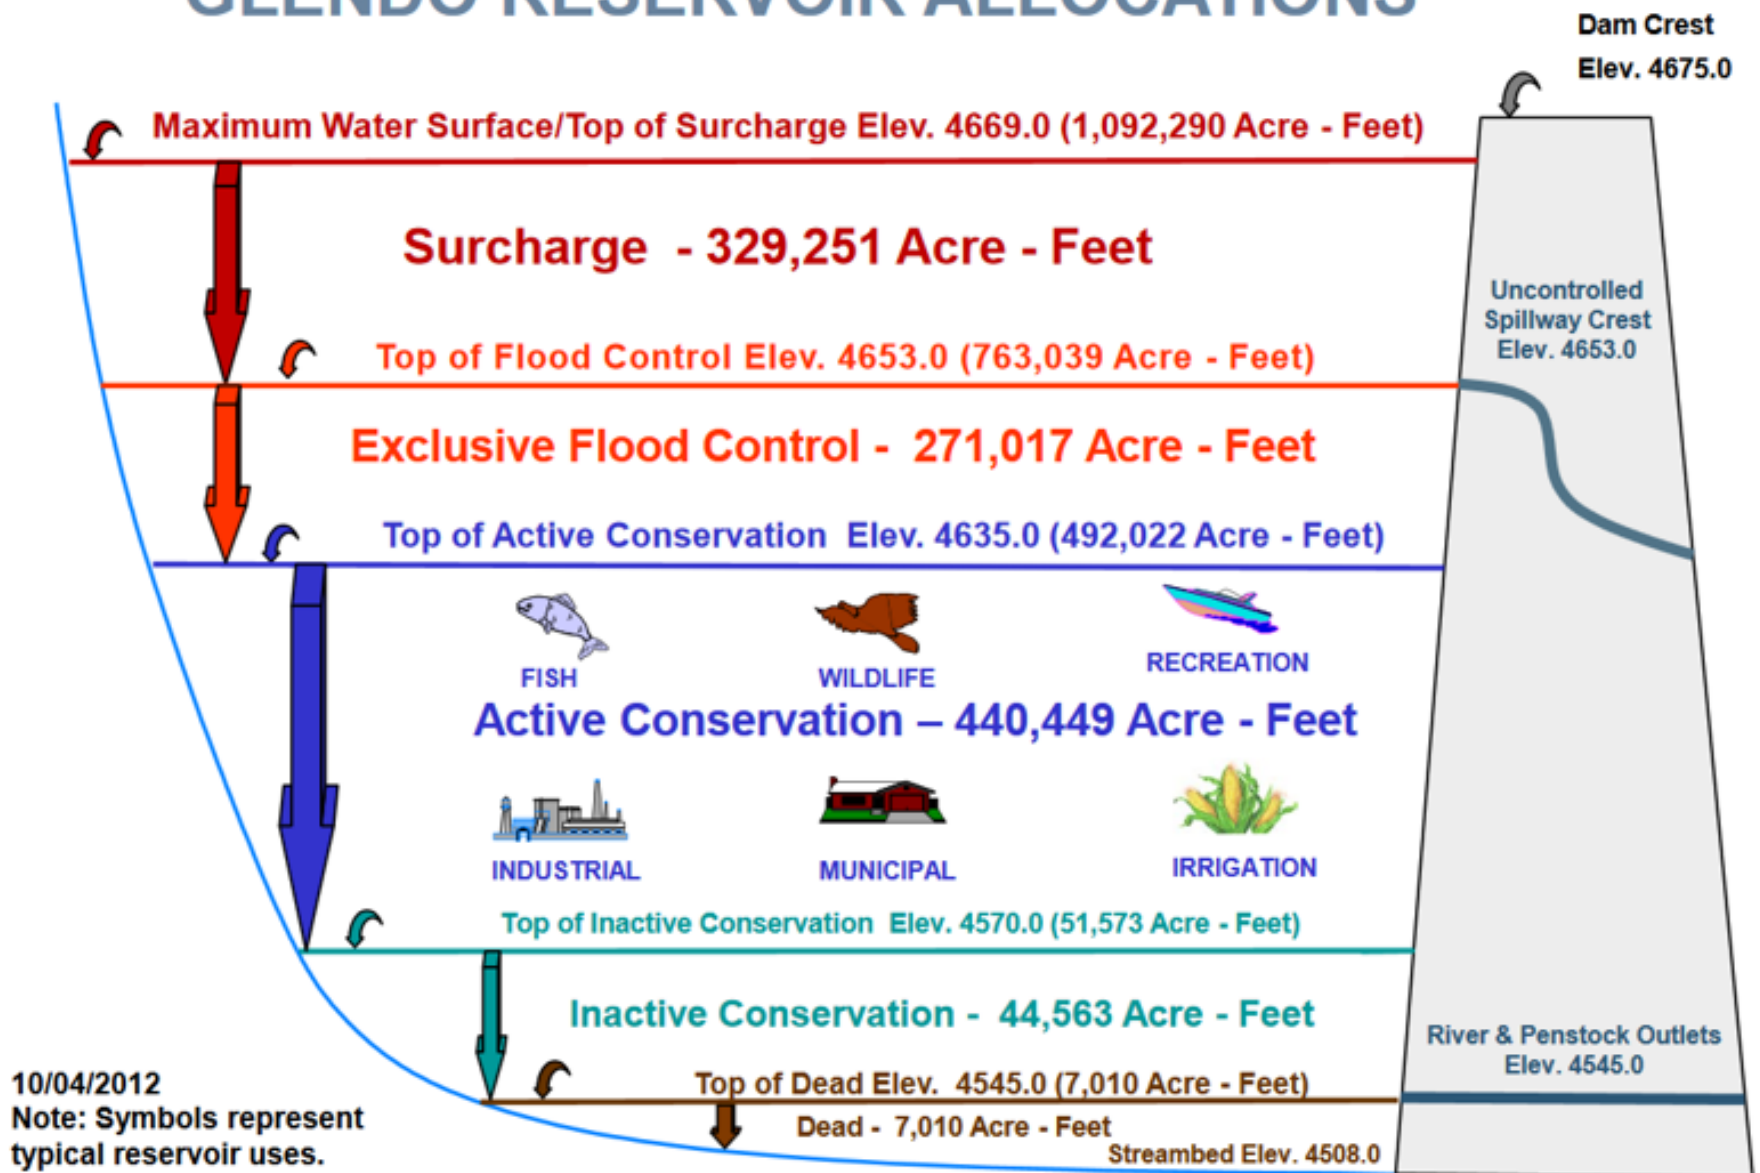 GLENDO RESERVOIR ALLOCATIONS
Dam Crest
Elev. 4675.0
Maximum Water Surface/Top of Surcharge Elev. 4669.0 (1,092,290 Acre - Feet)
Surcharge - 329,251 Acre - Feet
Uncontrolled
Spillway Crest
Elev. 4653.0
Top of Flood Control Elev. 4653.0 (763,039 Acre - Feet)
Exclusive Flood Control - 271,017 Acre - Feet
Top of Active Conservation Elev. 4635.0 (492,022 Acre - Feet)
FISH
WILDLIFE
RECREATION
Active Conservation – 440,449 Acre - Feet
INDUSTRIAL
MUNICIPAL
IRRIGATION
Top of Inactive Conservation Elev. 4570.0 (51,573 Acre - Feet)
Inactive Conservation - 44,563 Acre - Feet
River & Penstock Outlets
Elev. 4545.0
Top of Dead Elev. 4545.0 (7,010 Acre - Feet)
Dead - 7,010 Acre - Feet
Streambed Elev. 4508.0
10/04/2012
Note: Symbols represent
typical reservoir uses.